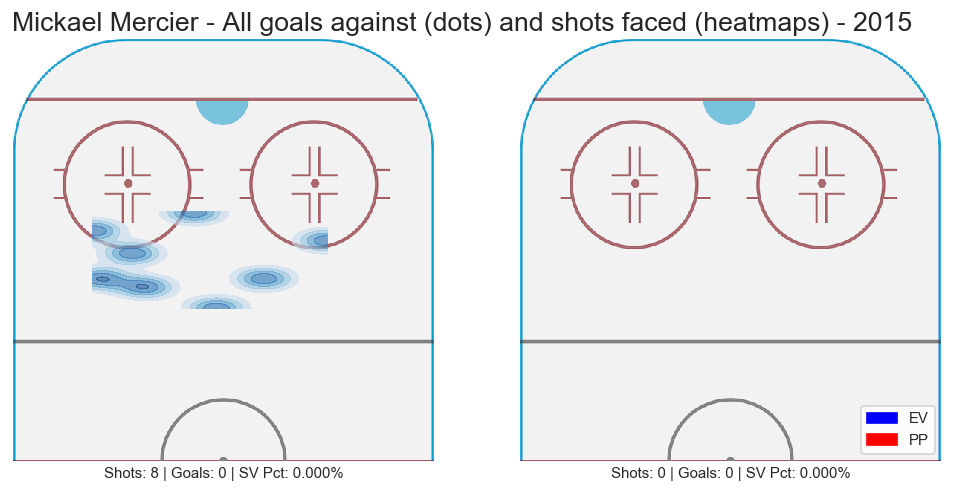 Mickael Mercier - All goals against (dots) and shots faced (heatmaps) - 2015
EV
PP
Shots: 8 | Goals: 0 | SV Pct: 0.000%
Shots: 0 | Goals: 0 | SV Pct: 0.000%